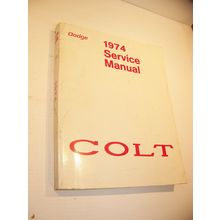 Dodge
1974
Service
Manual
COLT